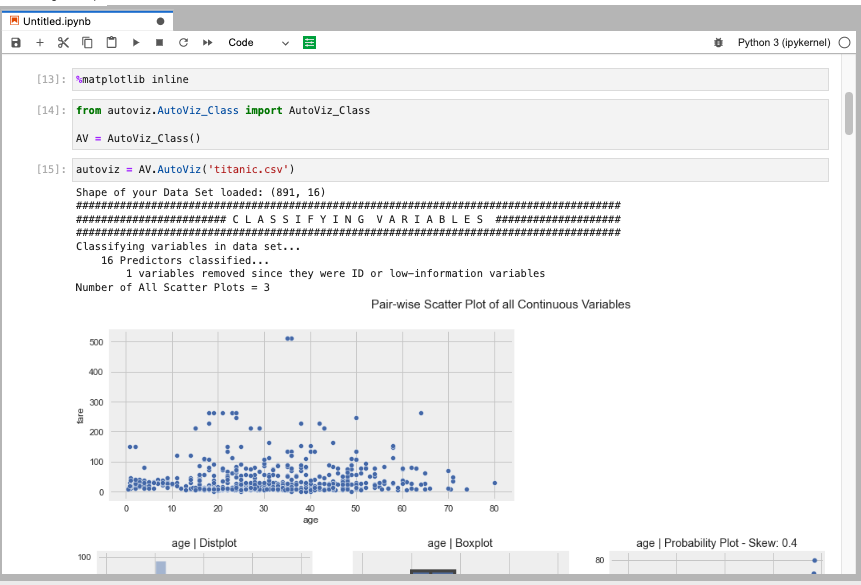 Untitled.ipynb
Code
Python 3 (ipykernel)
[13]: %matplotlib inline
[14]: from autoviz.AutoViz_Class import AutoViz_Class
AV = AutoViz_Class()
[15]: autoviz = AV.AutoViz('titanic.csv')
Shape of your Data Set loaded: (891, 16)
#######################################################################################
######################## C L A S S I F Y I N G  V A R I A B L E S  ####################
#######################################################################################
Classifying variables in data set...
16 Predictors classified...
1 variables removed since they were ID or low-information variables
Number of All Scatter Plots = 3
Pair-wise Scatter Plot of all Continuous Variables
500
400
300
fare
200
100
0
0 10 20 30 40 50 60 70 80
age
age | Distplot
age | Boxplot
age | Probability Plot - Skew: 0.4
100
80